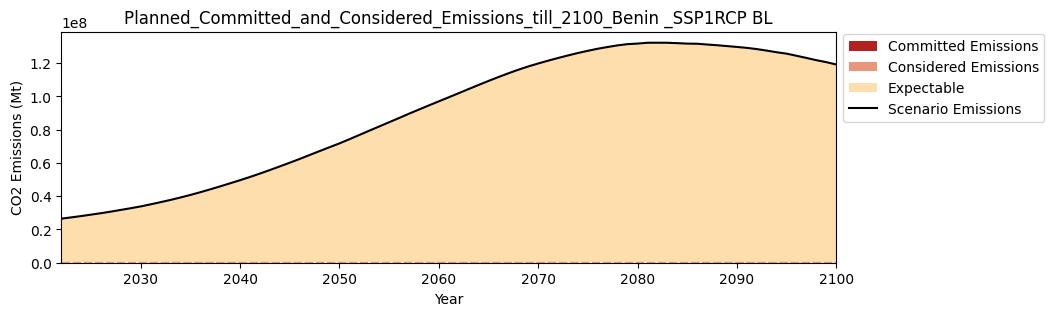 Planned_Committed_and_Considered_Emissions_till_2100_Benin _SSP1RCP BL
1e8
1.2
1.0
0.8
0.6
0.4
0.2
0.0
CO2 Emissions (Mt)
2030 2040 2050 2060 2070 2080 2090 2100
Year
Committed Emissions
Considered Emissions
Expectable
Scenario Emissions